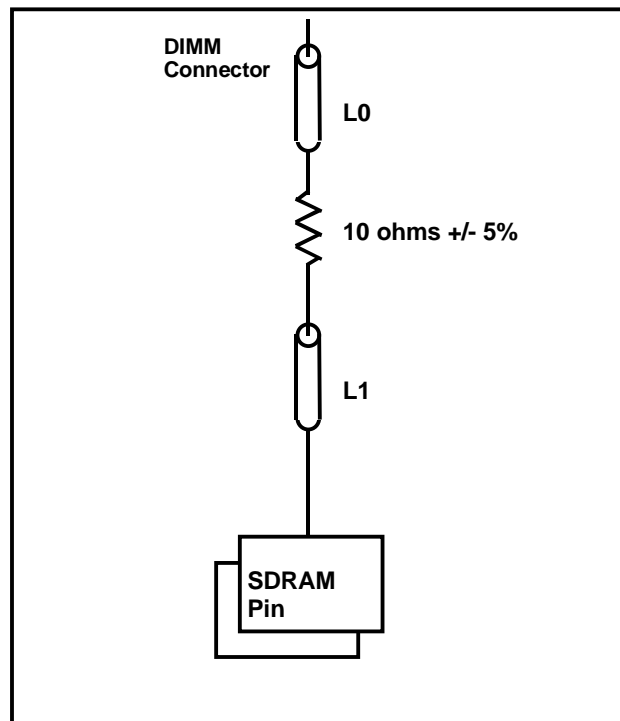 DIMM
Connector
L0
10 ohms +/- 5%
L1
SDRAM
Pin